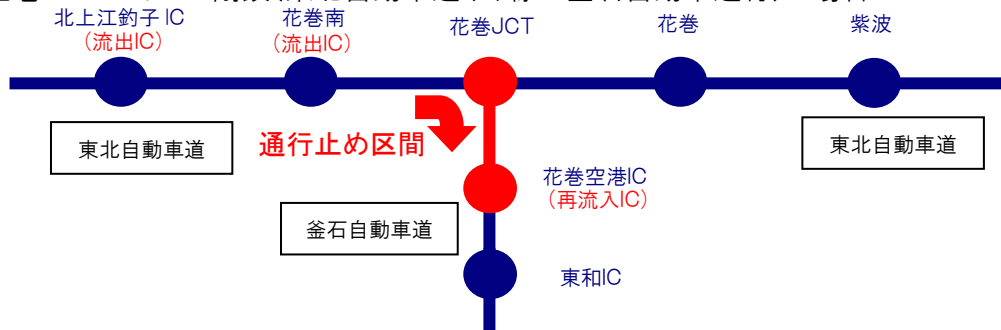 北上江釣子 IC
(流出IC)
花巻南
(流出IC)
花巻JCT
花巻
紫波
東北自動車道
通行止め区間
東北自動車道
花巻空港IC
(再流入IC)
釜石自動車道
東和IC